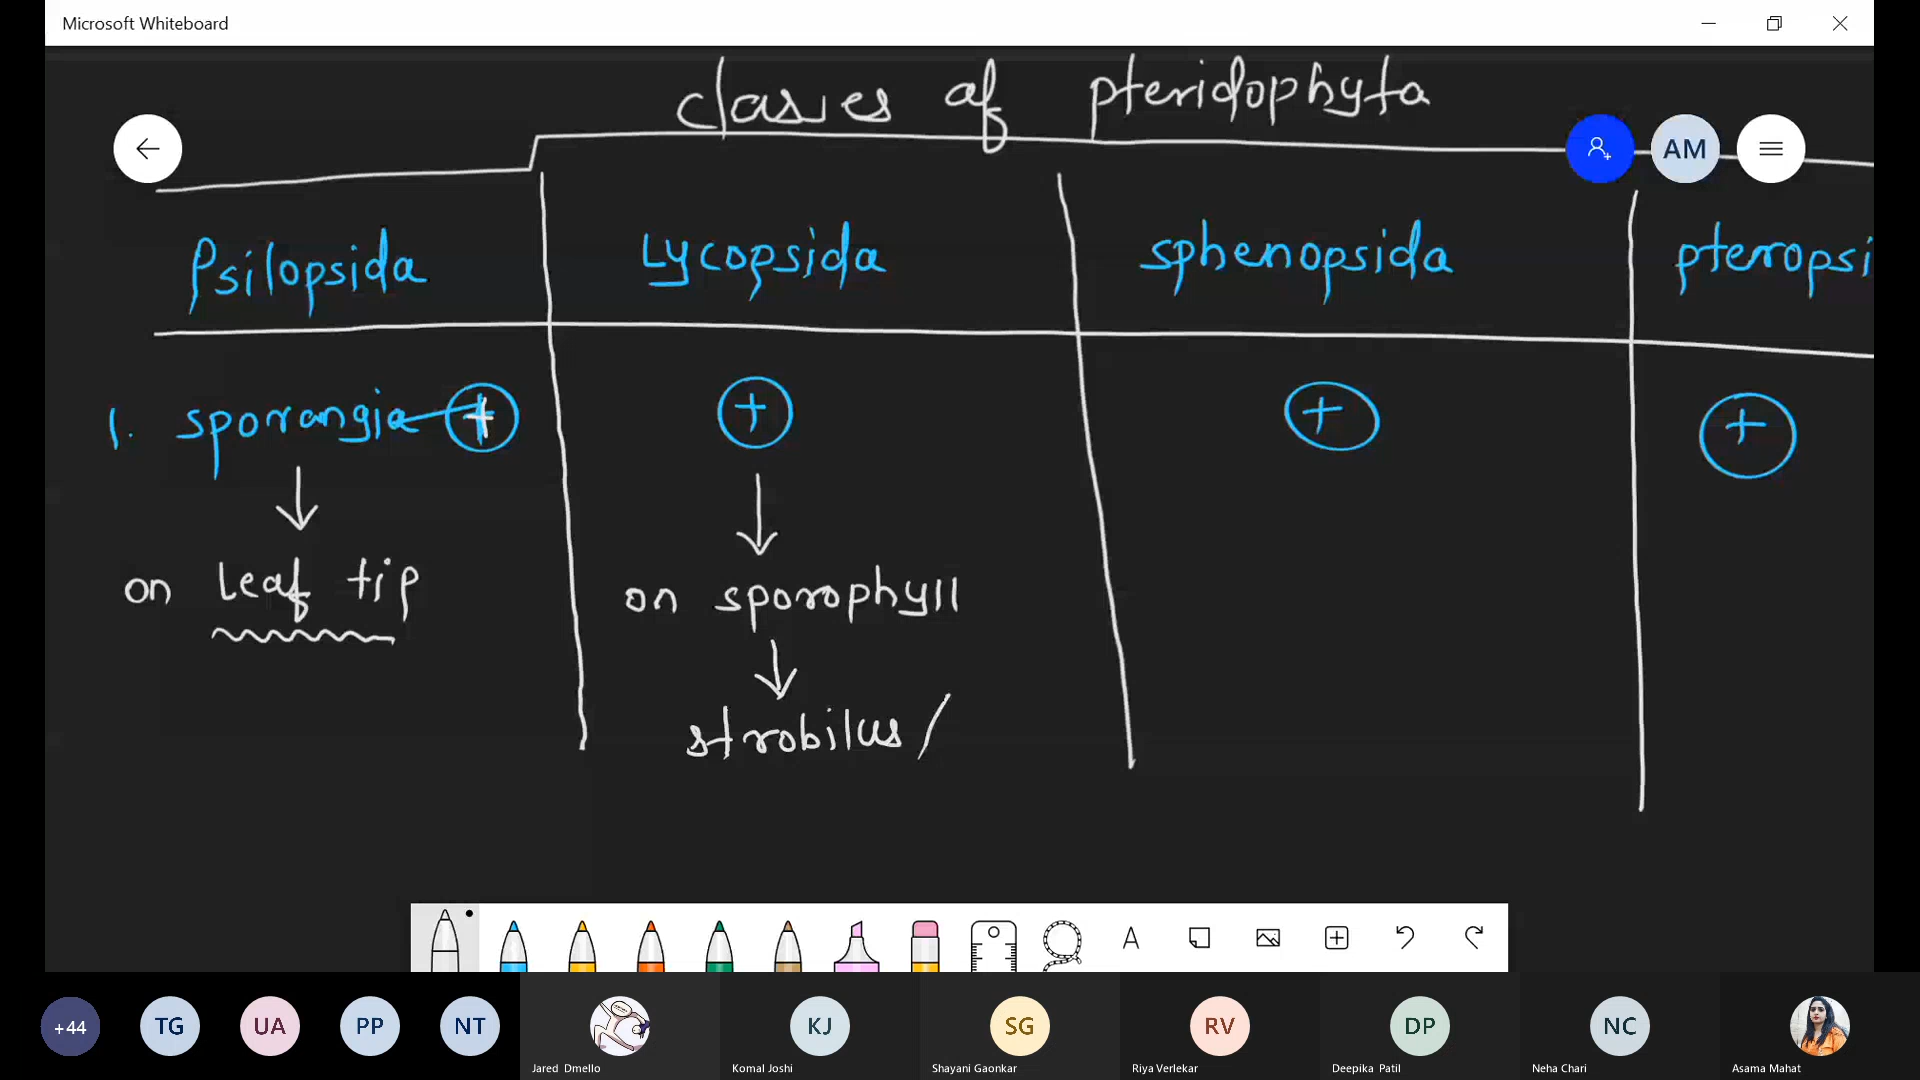 Microsoft Whiteboard
classes of pteridophyta
AM
Psilopsida Lycopsida sphenopsida pteropsi
1. sporangia + + + +
on leaf tip on sporophyll
strobilus/
A
+44 TG UA PP NT KJ SG RV DP NC
Jared Dmello Komal Joshi Shayani Gaonkar Riya Verlekar Deepika Patil Neha Chari Asama Mahat